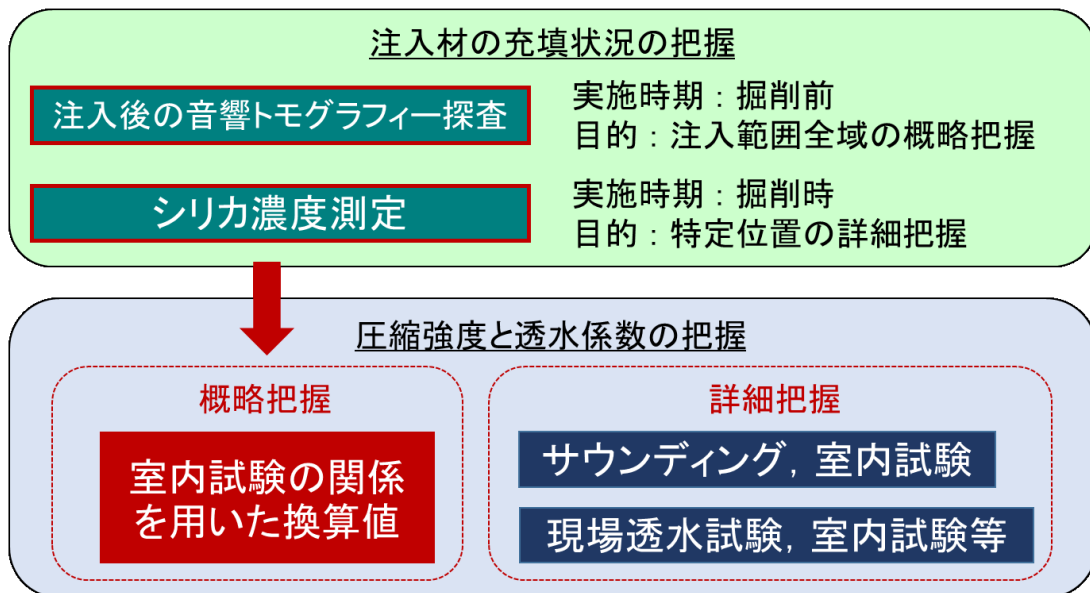 注入材の充填状況の把握
注入後の音響トモグラフィー探査
実施時期：掘削前
目的：注入範囲全域の概略把握
シリカ濃度測定
実施時期：掘削時
目的：特定位置の詳細把握
圧縮強度と透水係数の把握
概略把握
室内試験の関係
を用いた換算値
詳細把握
サウンディング, 室内試験
現場透水試験, 室内試験等